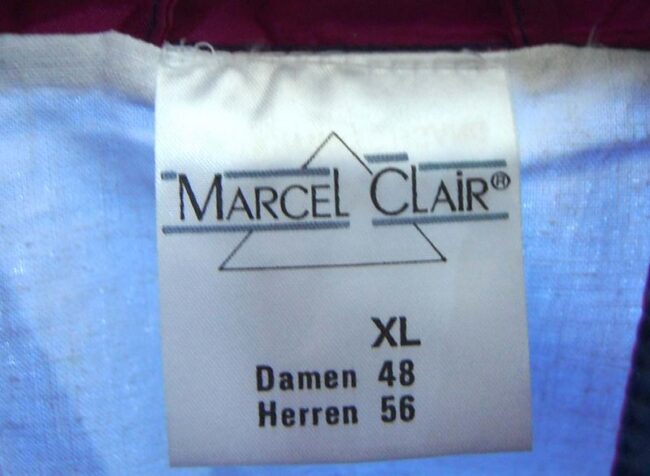 MARCEL CLAIR®
XL
Damen 48
Herren 56